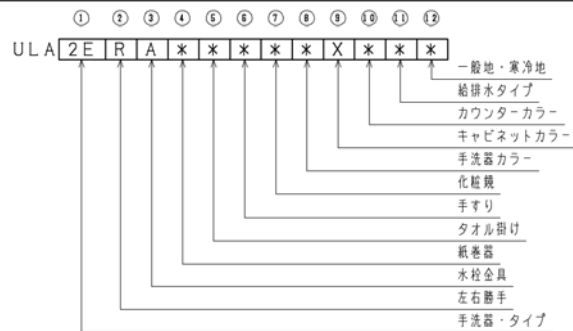 ① ② ③ ④ ⑤ ⑥ ⑦ ⑧ ⑨ ⑩ ⑪ ⑫
ULA 2E R A * * * * * X * * *
一般地・寒冷地
給排水タイプ
カウンターカラー
キャビネットカラー
手洗器カラー
化粧鏡
手すり
タオル掛け
紙巻器
水栓金具
左右勝手
手洗器・タイプ